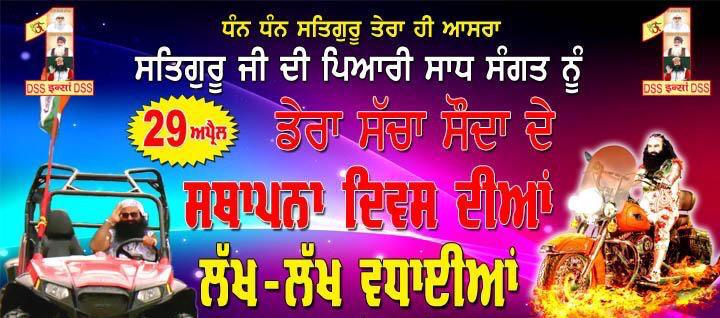 ਧੰਨ ਧੰਨ ਸਤਿਗੁਰੂ ਤੇਰਾ ਹੀ ਆਸਰਾ
ਸਤਿਗੁਰੂ ਜੀ ਦੀ ਪਿਆਰੀ ਸਾਧ ਸੰਗਤ ਨੂੰ
DSS इन्सां DSS
DSS इन्सां DSS
29 ਅਪ੍ਰੈਲ
ਡੇਰਾ ਸੱਚਾ ਸੌਦਾ ਦੇ
ਸਥਾਪਨਾ ਦਿਵਸ ਦੀਆਂ
ਲੱਖ-ਲੱਖ ਵਧਾਈਆਂ